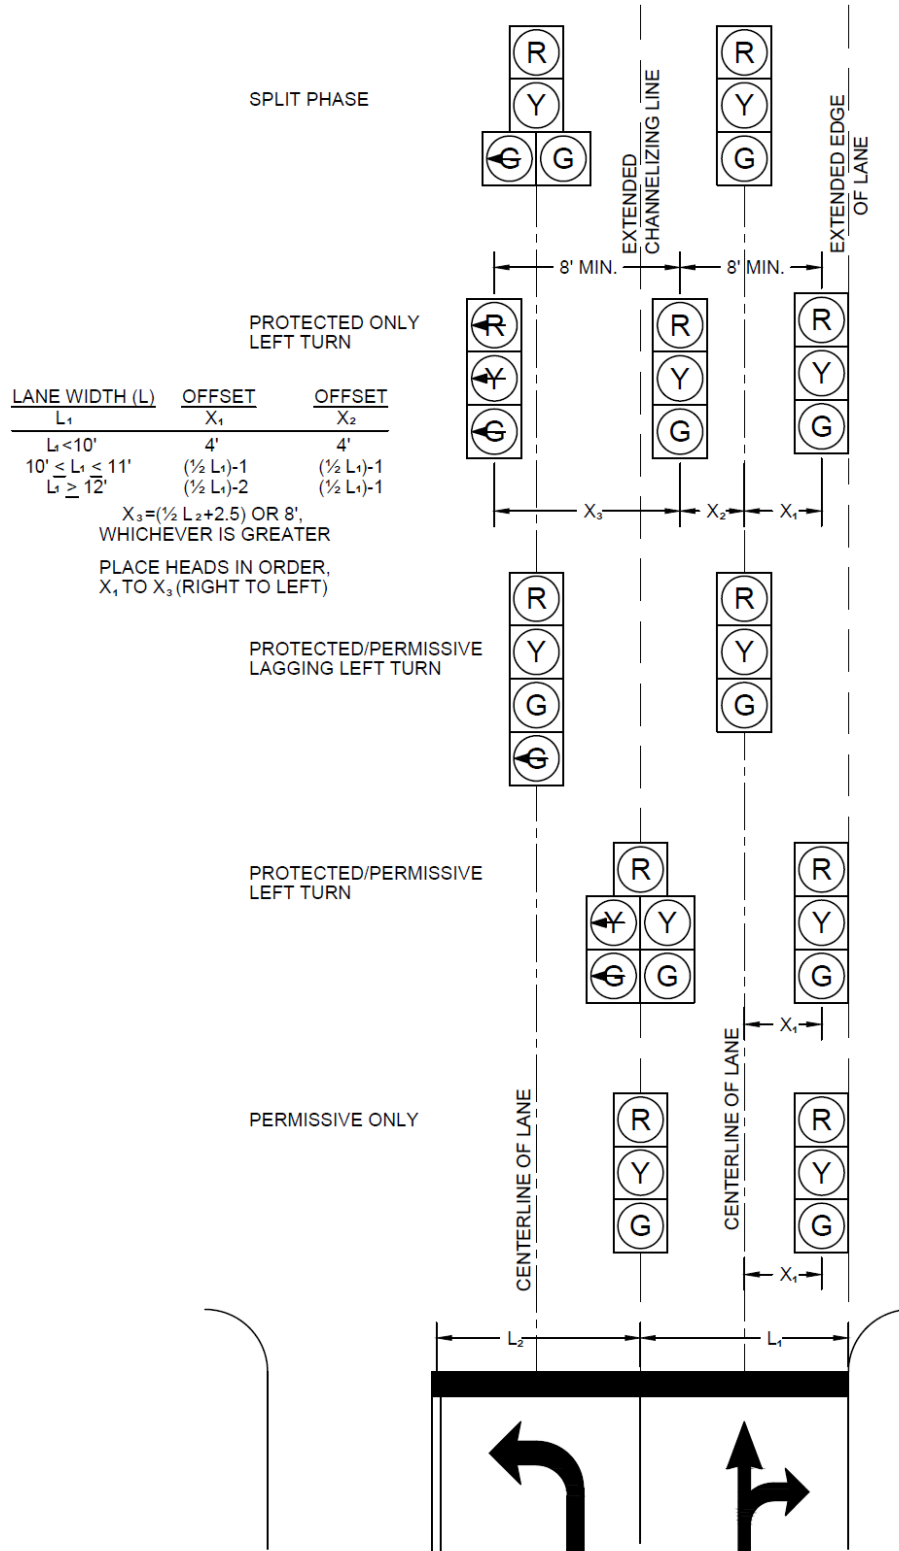 R
R
Y
Y
G G
G
SPLIT PHASE
EXTENDED
CHANNELIZING LINE
EXTENDED EDGE
OF LANE
8' MIN.
8' MIN.
PROTECTED ONLY
LEFT TURN
R
R
R
Y
Y
Y
G
G
G
LANE WIDTH (L) OFFSET OFFSET
L₁ X₁ X₂
L₁<10' 4' 4'
10' ≤ L₁ ≤ 11' (½ L₁)-1 (½ L₁)-1
L₁ ≥ 12' (½ L₁)-2 (½ L₁)-1
X₃=(½ L₂+2.5) OR 8',
WHICHEVER IS GREATER
PLACE HEADS IN ORDER,
X₁ TO X₃ (RIGHT TO LEFT)
X₃
X₂
X₁
PROTECTED/PERMISSIVE
LAGGING LEFT TURN
R
R
Y
Y
G
G
G
PROTECTED/PERMISSIVE
LEFT TURN
R
R
Y Y
Y
G G
G
X₁
PERMISSIVE ONLY
CENTERLINE OF LANE
CENTERLINE OF LANE
R
R
Y
Y
G
G
X₁
L₂
L₁